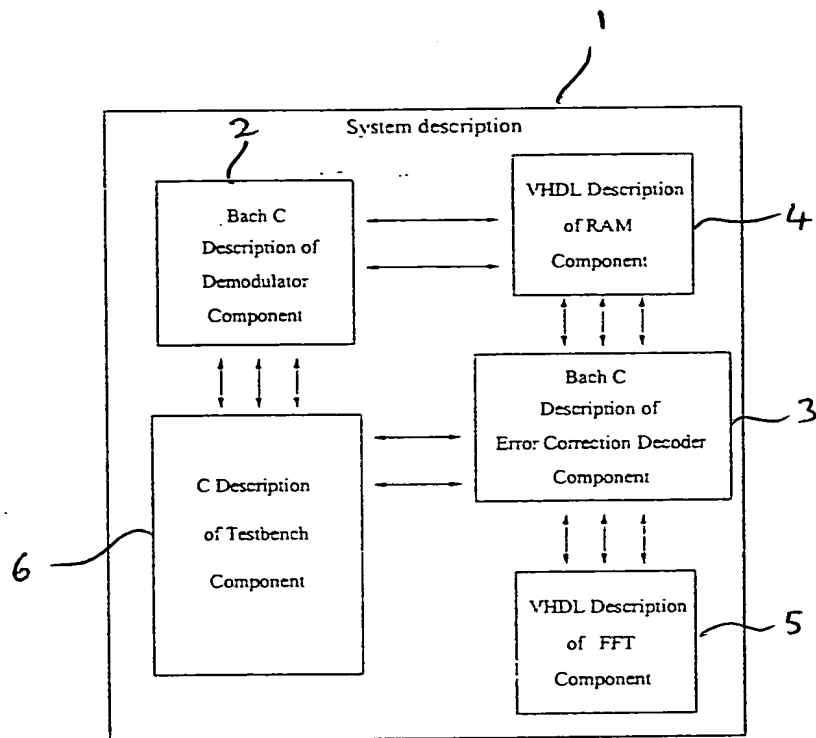 1
System description
2
Bach C
Description of
Demodulator
Component
VHDL Description
of RAM
Component
4
Bach C
Description of
Error Correction Decoder
Component
3
C Description
of Testbench
Component
6
VHDL Description
of FFT
Component
5